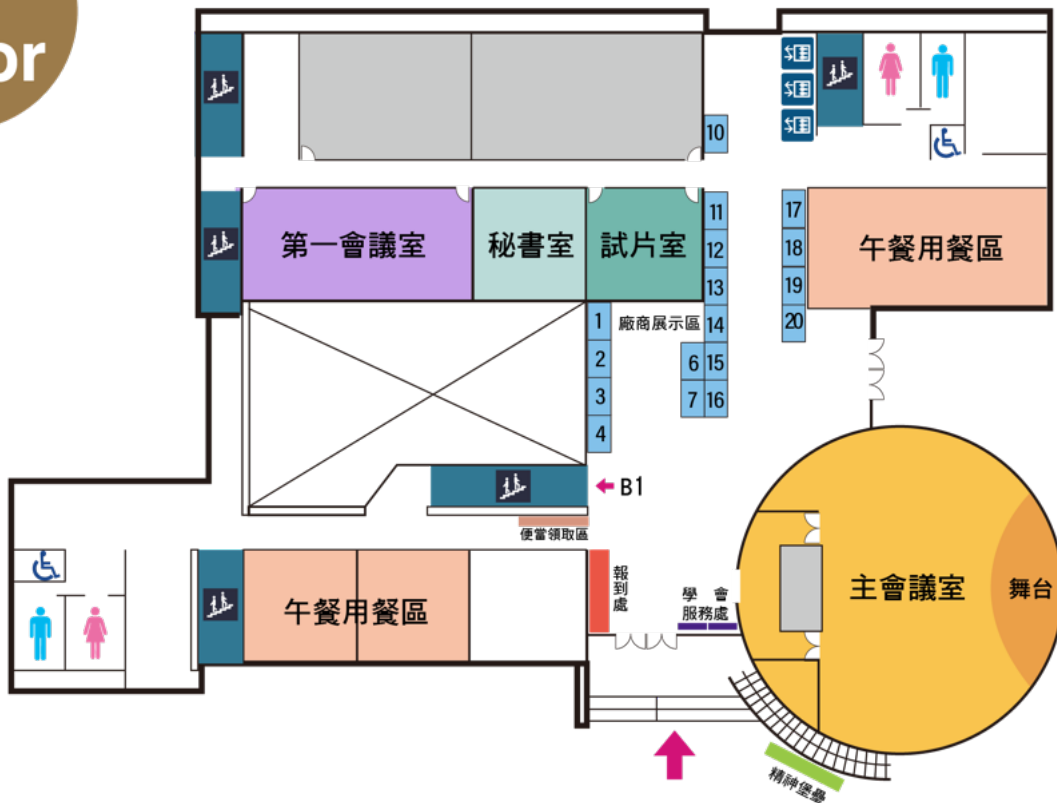 or
10
第一會議室
秘書室
試片室
11
12
13
14
15
16
17
18
19
20
午餐用餐區
廠商展示區
1
2
3
4
6
7
B1
便當領取區
報到處
學會
服務處
午餐用餐區
主會議室
舞台
精神堡壘